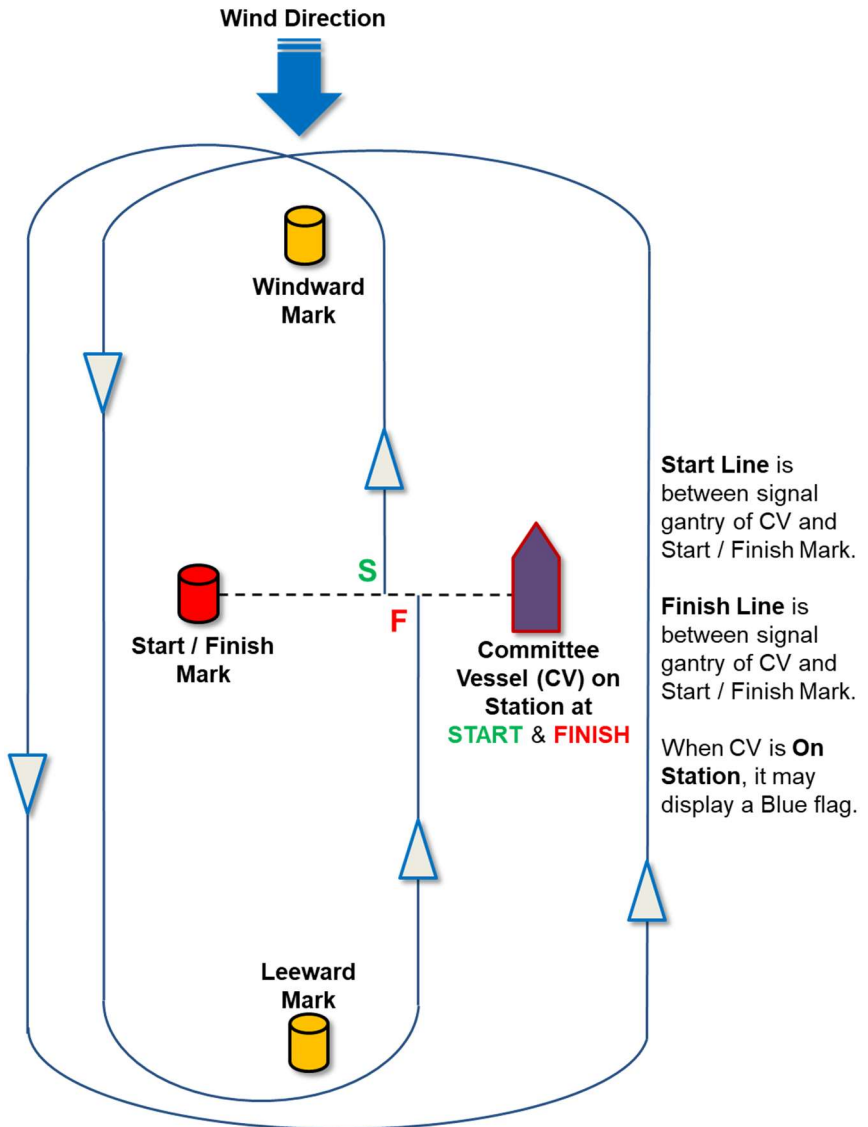 Wind Direction
Windward
Mark
S
F
Start / Finish
Mark
Committee
Vessel (CV) on
Station at
START & FINISH
Start Line is
between signal
gantry of CV and
Start / Finish Mark.
Finish Line is
between signal
gantry of CV and
Start / Finish Mark.
When CV is On
Station, it may
display a Blue flag.
Leeward
Mark